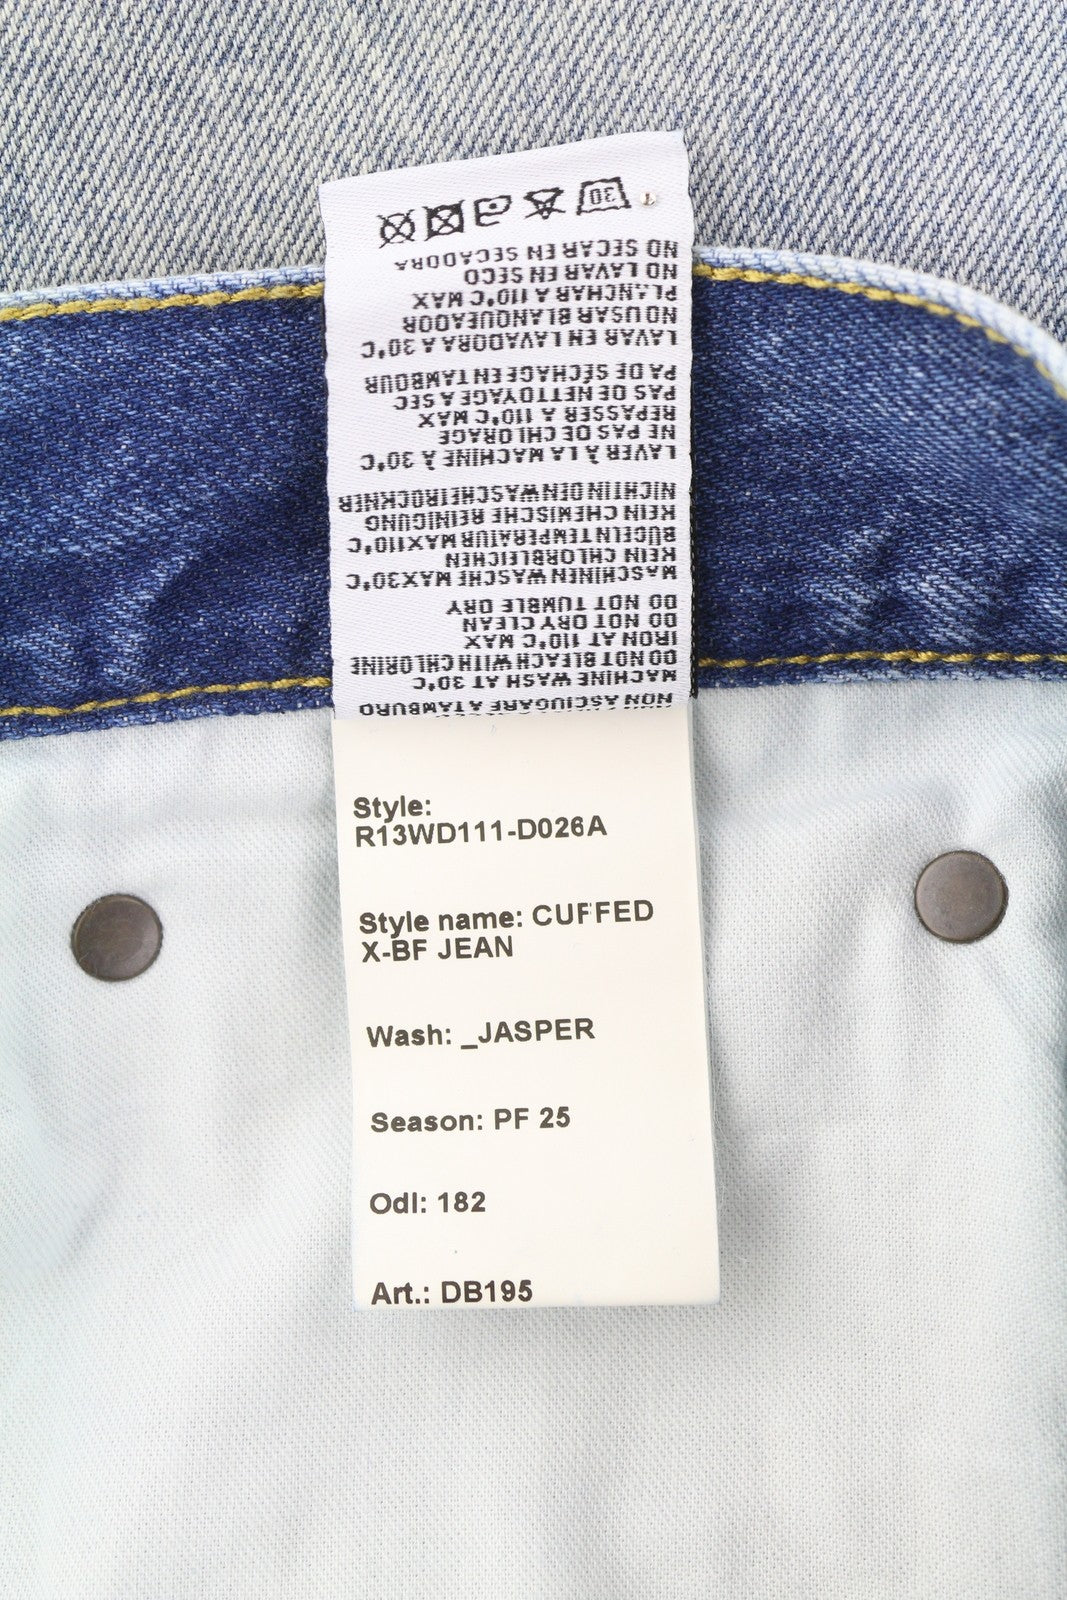 30
NON ASCIUGARE A TAMBURO
MACHINE WASH AT 30°C
DO NOT BLEACH WITH CHLORINE
IRON AT 110°C MAX
DO NOT DRY CLEAN
DO NOT TUMBLE DRY
MASCHINEN WASCHE MAX30°C
KEIN CHLORBLEICHEN
BUGELN TEMPERATUR MAX110°C
KEIN CHEMISCHE REINIGUNG
NICHT IN DEN WASCHETROCKNER
LAVER À LA MACHINE À 30°C
NE PAS DE CHLORAGE
REPASSER A 110°C MAX
PAS DE NETTOYAGE A SEC
PA DE SÉCHAGE EN TAMBOUR
LAVAR EN LAVADORA A 30°C
NO USAR BLANQUEADOR
PLANCHAR A 110°C MAX
NO LAVAR EN SECO
NO SECAR EN SECADORA
Style:
R13WD111-D026A
Style name: CUFFED
X-BF JEAN
Wash: _JASPER
Season: PF 25
Odl: 182
Art.: DB195